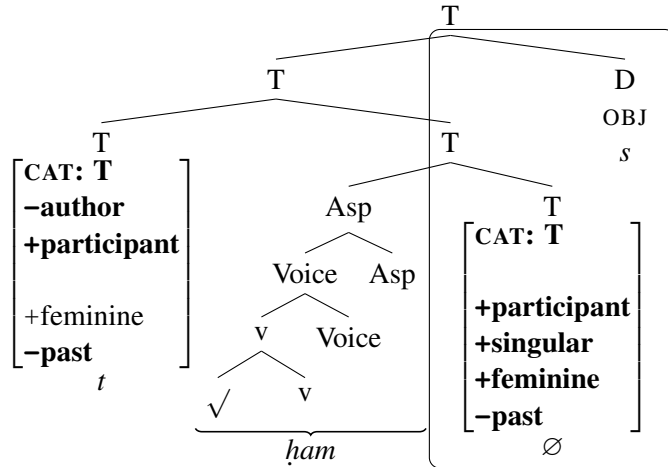 T
T D
OBJ
s
T T
CAT: T
−author
+participant
+feminine
−past
t
Asp T
CAT: T
+participant
+singular
+feminine
−past
∅
Voice Asp
v Voice
√ v
ḥam